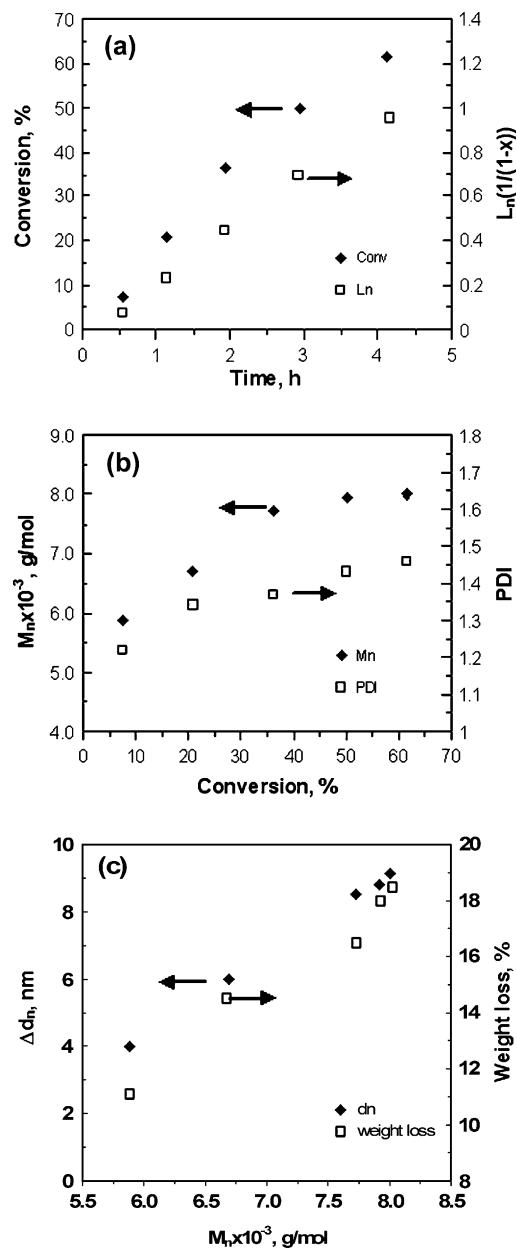 (a)
70
60
50
40
30
20
10
0
Conversion, %
1.4
1.2
1
0.8
0.6
0.4
0.2
0
Ln(1/(1-x))
Conv
Ln
0 1 2 3 4 5
Time, h
(b)
9.0
8.0
7.0
6.0
5.0
4.0
Mnx10-3, g/mol
1.8
1.7
1.6
1.5
1.4
1.3
1.2
1.1
1
PDI
Mn
PDI
0 10 20 30 40 50 60 70
Conversion, %
(c)
10
8
6
4
2
0
Δdn, nm
20
18
16
14
12
10
8
Weight loss, %
dn
weight loss
5.5 6.0 6.5 7.0 7.5 8.0 8.5
Mnx10-3, g/mol